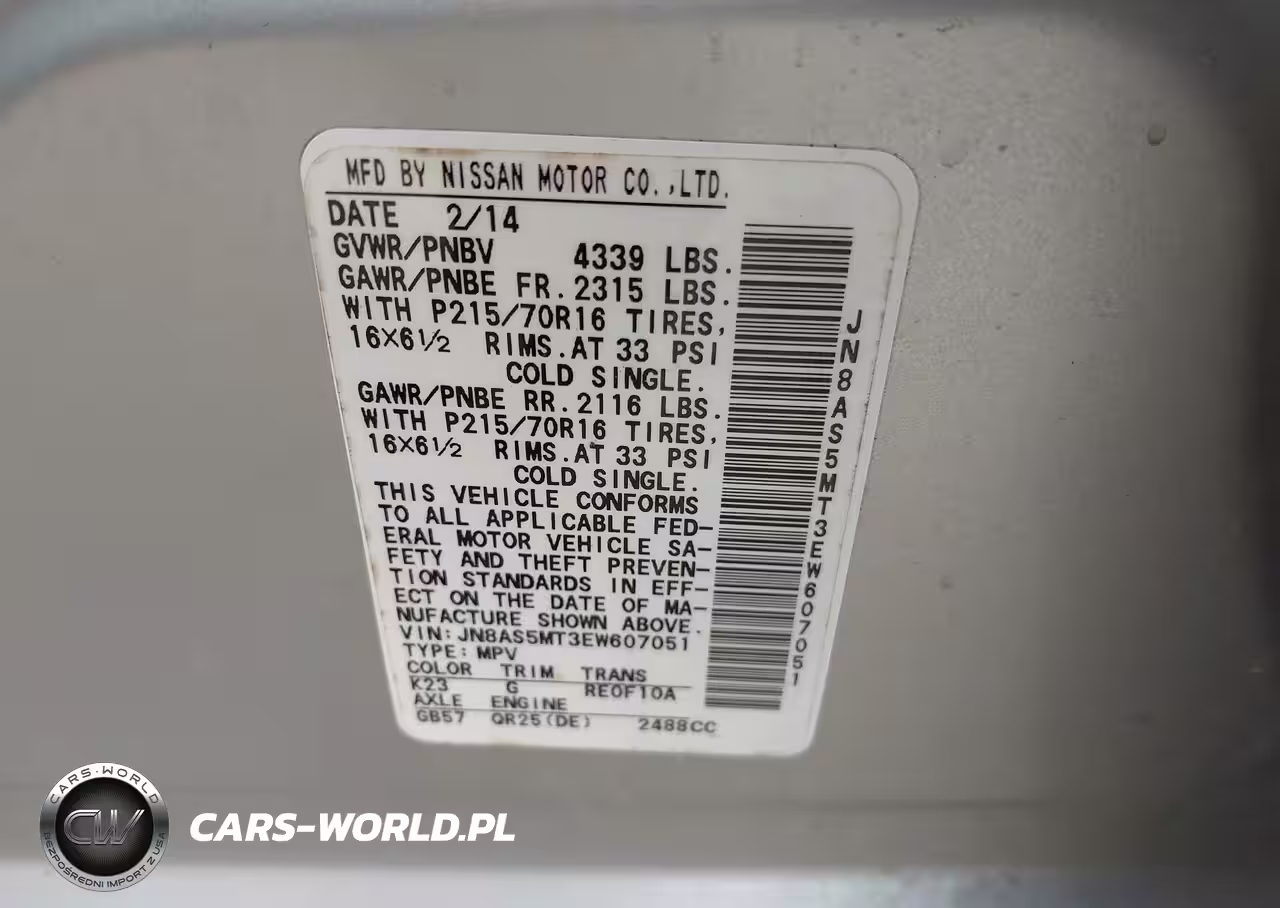 MFD BY NISSAN MOTOR CO.,LTD.
DATE 2/14
GVWR/PNBV 4339 LBS.
GAWR/PNBE FR.2315 LBS.
WITH P215/70R16 TIRES,
16X6½ RIMS.AT 33 PSI
COLD SINGLE.
GAWR/PNBE RR.2116 LBS.
WITH P215/70R16 TIRES,
16X6½ RIMS.AT 33 PSI
COLD SINGLE.
THIS VEHICLE CONFORMS
TO ALL APPLICABLE FED-
ERAL MOTOR VEHICLE SA-
FETY AND THEFT PREVEN-
TION STANDARDS IN EFF-
ECT ON THE DATE OF MA-
NUFACTURE SHOWN ABOVE.
VIN:JN8AS5MT3EW607051
TYPE:MPV
COLOR TRIM TRANS
K23 G RE0F10A
AXLE ENGINE
GB57 QR25(DE) 2488CC
JN8AS5MT3EW607051
CARS-WORLD
CW
BEZPOŚREDNI IMPORT Z USA
CARS-WORLD.PL